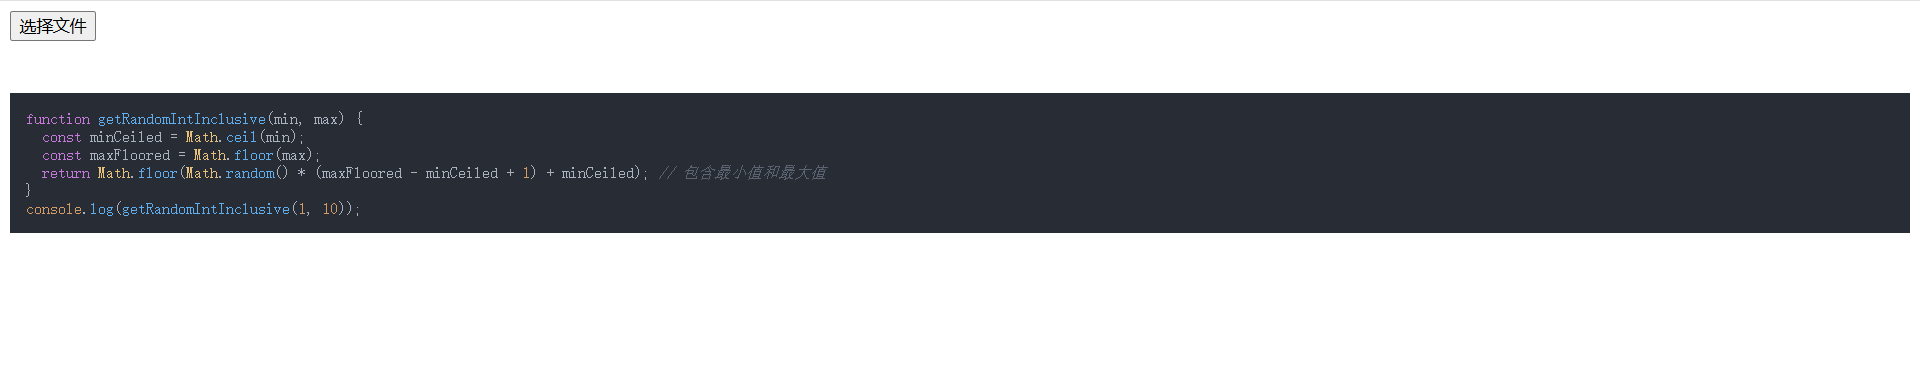 选择文件
function getRandomIntInclusive(min, max) {
  const minCeiled = Math.ceil(min);
  const maxFloored = Math.floor(max);
  return Math.floor(Math.random() * (maxFloored - minCeiled + 1) + minCeiled); // 包含最小值和最大值
}
console.log(getRandomIntInclusive(1, 10));